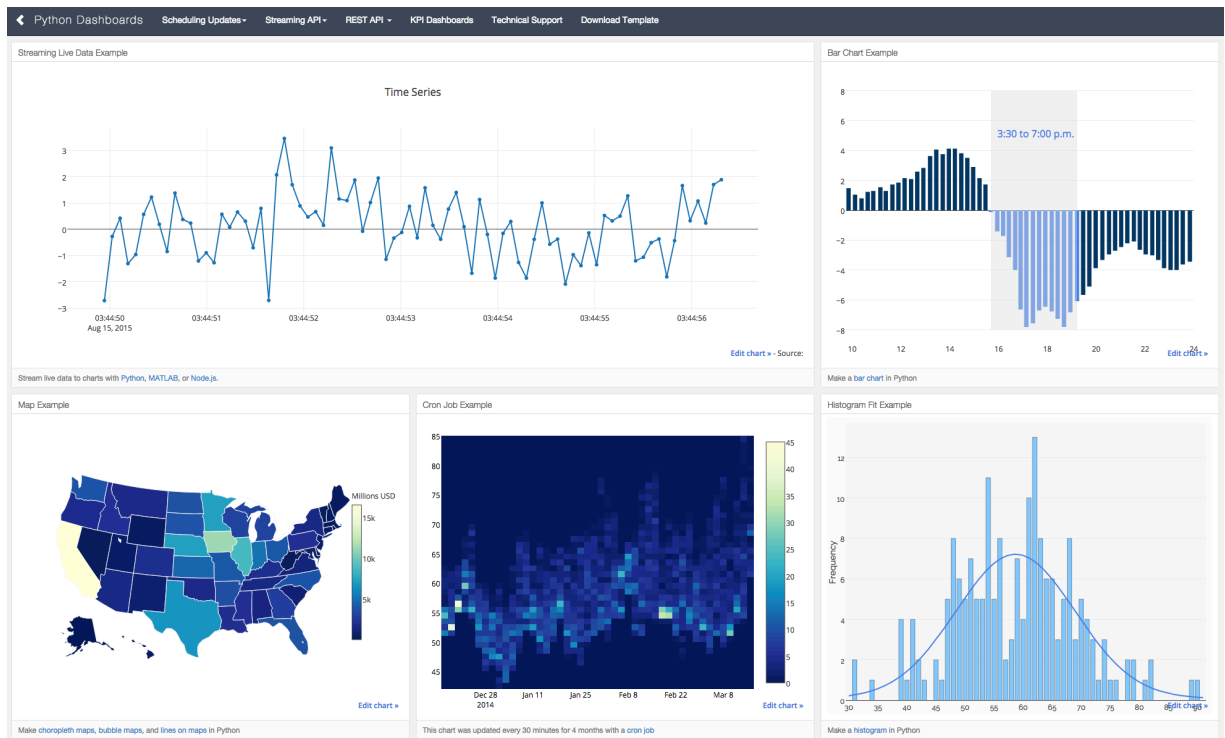 Python Dashboards Scheduling Updates Streaming API REST API KPI Dashboards Technical Support Download Template
Streaming Live Data Example
Time Series
3
2
1
0
−1
−2
−3
03:44:50 03:44:51 03:44:52 03:44:53 03:44:54 03:44:55 03:44:56
Aug 15, 2015
Edit chart » - Source:
Stream live data to charts with Python, MATLAB, or Node.js.
Bar Chart Example
8
6
4
2
0
−2
−4
−6
−8
3:30 to 7:00 p.m.
10 12 14 16 18 20 22 24
Edit chart »
Make a bar chart in Python
Map Example
Millions USD
15k
10k
5k
Edit chart »
Make choropleth maps, bubble maps, and lines on maps in Python
Cron Job Example
85
80
75
70
65
60
55
50
45
Dec 28 Jan 11 Jan 25 Feb 8 Feb 22 Mar 8
2014
45
40
35
30
25
20
15
10
5
0
Edit chart »
This chart was updated every 30 minutes for 4 months with a cron job
Histogram Fit Example
Frequency
12
10
8
6
4
2
0
30 35 40 45 50 55 60 65 70 75 80 85 90
Edit chart »
Make a histogram in Python